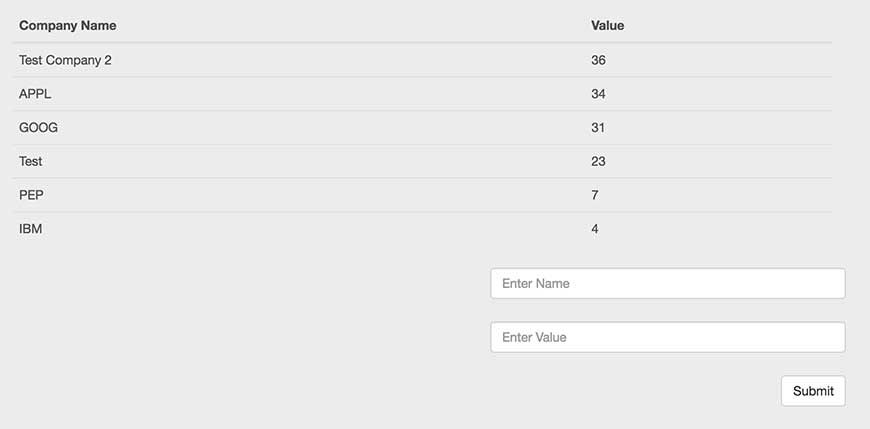 Company Name Value
Test Company 2 36
APPL 34
GOOG 31
Test 23
PEP 7
IBM 4
Enter Name
Enter Value
Submit